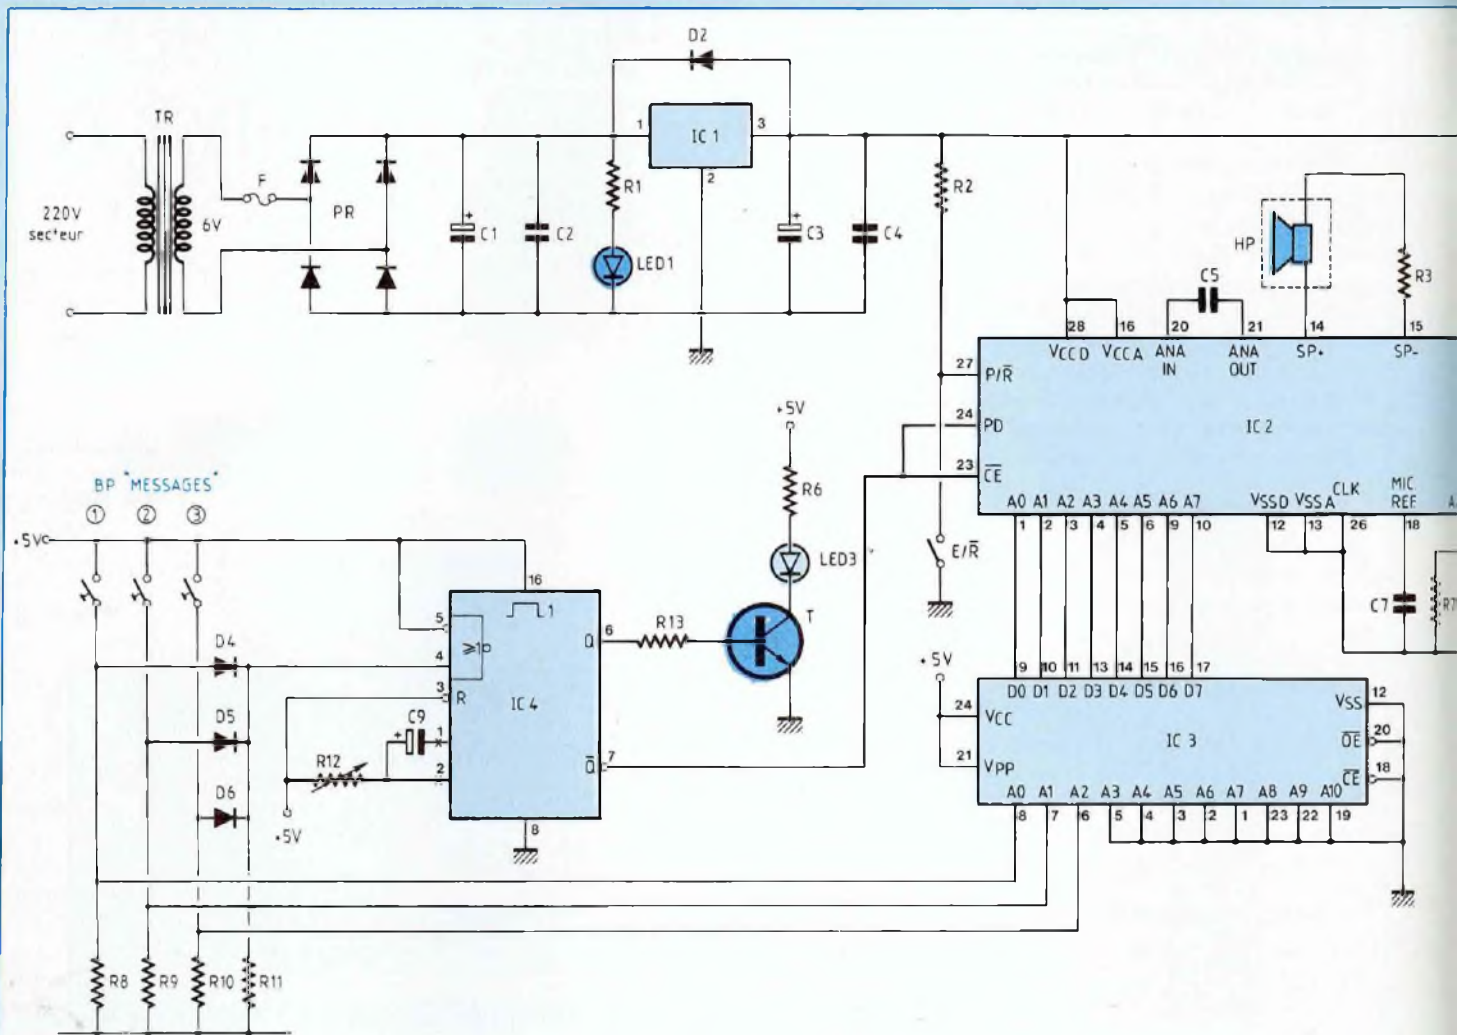 D2
TR
1
IC 1
3
2
F
PR
R1
R2
220V
secteur
6V
+
C1
C2
LED1
+
C3
C4
HP
R3
C5
28
16
20
21
14
15
VCCD
VCCA
ANA
IN
ANA
OUT
SP+
SP-
27
P/R̅
24
PD
IC 2
23
C̅E̅
+5V
R6
LED3
T
E/R̅
A0
A1
A2
A3
A4
A5
A6
A7
VSSD
VSSA
CLK
MIC
REF
1
2
3
4
5
6
9
10
12
13
26
18
C7
R7
BP "MESSAGES"
① ② ③
+5V
16
1
5
≥1
4
3
R
IC 4
Q
6
R13
Q̅
7
D4
D5
D6
C9
+
1
2
R12
+5V
8
+5V
9
10
11
13
14
15
16
17
D0
D1
D2
D3
D4
D5
D6
D7
VSS
12
24
VCC
IC 3
O̅E̅
20
21
VPP
C̅E̅
18
A0
A1
A2
A3
A4
A5
A6
A7
A8
A9
A10
8
7
6
5
4
3
2
1
23
22
19
R8
R9
R10
R11